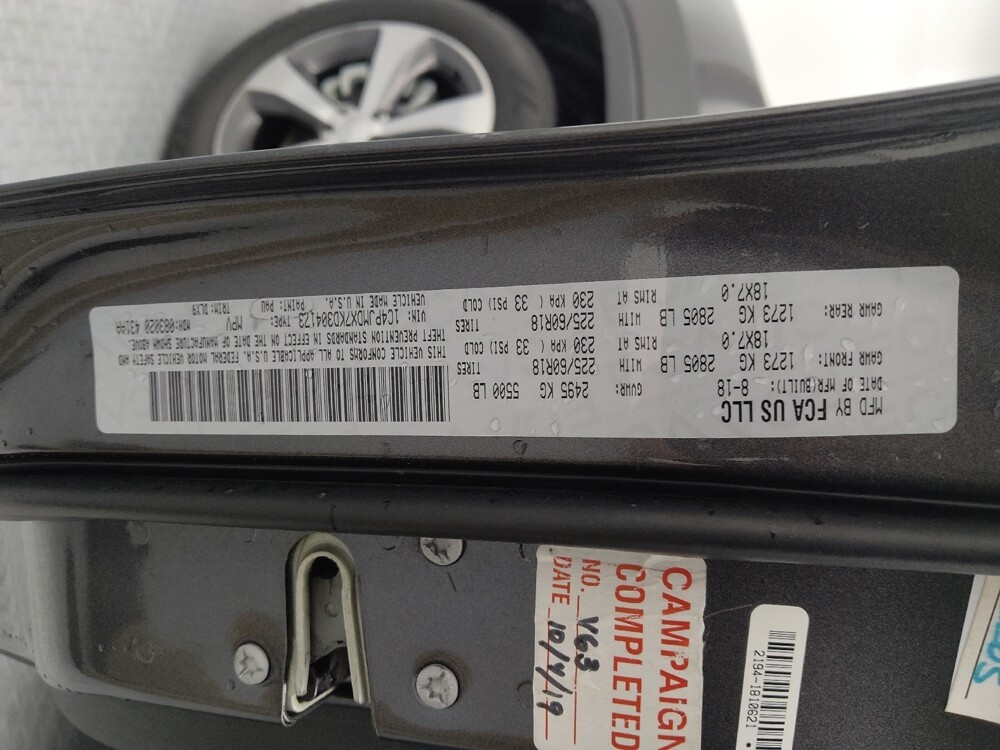 MFD BY FCA US LLC
DATE OF MFR(BUILT): 8-18
GVWR: 2495 KG 5500 LB
GAWR FRONT: 1273 KG 2805 LB WITH 225/60R18 TIRES
18X7.0 RIMS AT 230 KPA ( 33 PSI) COLD
GAWR REAR: 1273 KG 2805 LB WITH 225/60R18 TIRES
18X7.0 RIMS AT 230 KPA ( 33 PSI) COLD
THIS VEHICLE CONFORMS TO ALL APPLICABLE U.S.A. FEDERAL MOTOR VEHICLE SAFETY AND
THEFT PREVENTION STANDARDS IN EFFECT ON THE DATE OF MANUFACTURE SHOWN ABOVE.
VIN: 1C4PJMDX7KD304173 TYPE: MPV MDH:083020 431AA
VEHICLE MADE IN U.S.A. PAINT: PAU TRIM: DLX9
CAMPAIGN
COMPLETED
NO. V63
DATE 10/4/19
2194-1810621